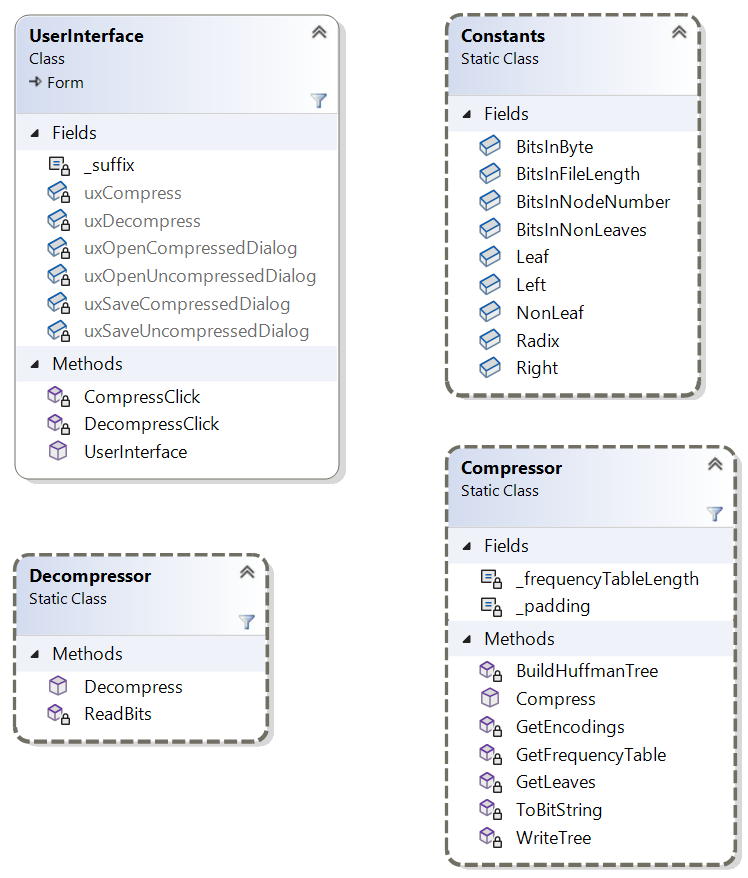 UserInterface
Class
Form
Fields
_suffix
uxCompress
uxDecompress
uxOpenCompressedDialog
uxOpenUncompressedDialog
uxSaveCompressedDialog
uxSaveUncompressedDialog
Methods
CompressClick
DecompressClick
UserInterface
Constants
Static Class
Fields
BitsInByte
BitsInFileLength
BitsInNodeNumber
BitsInNonLeaves
Leaf
Left
NonLeaf
Radix
Right
Decompressor
Static Class
Methods
Decompress
ReadBits
Compressor
Static Class
Fields
_frequencyTableLength
_padding
Methods
BuildHuffmanTree
Compress
GetEncodings
GetFrequencyTable
GetLeaves
ToBitString
WriteTree